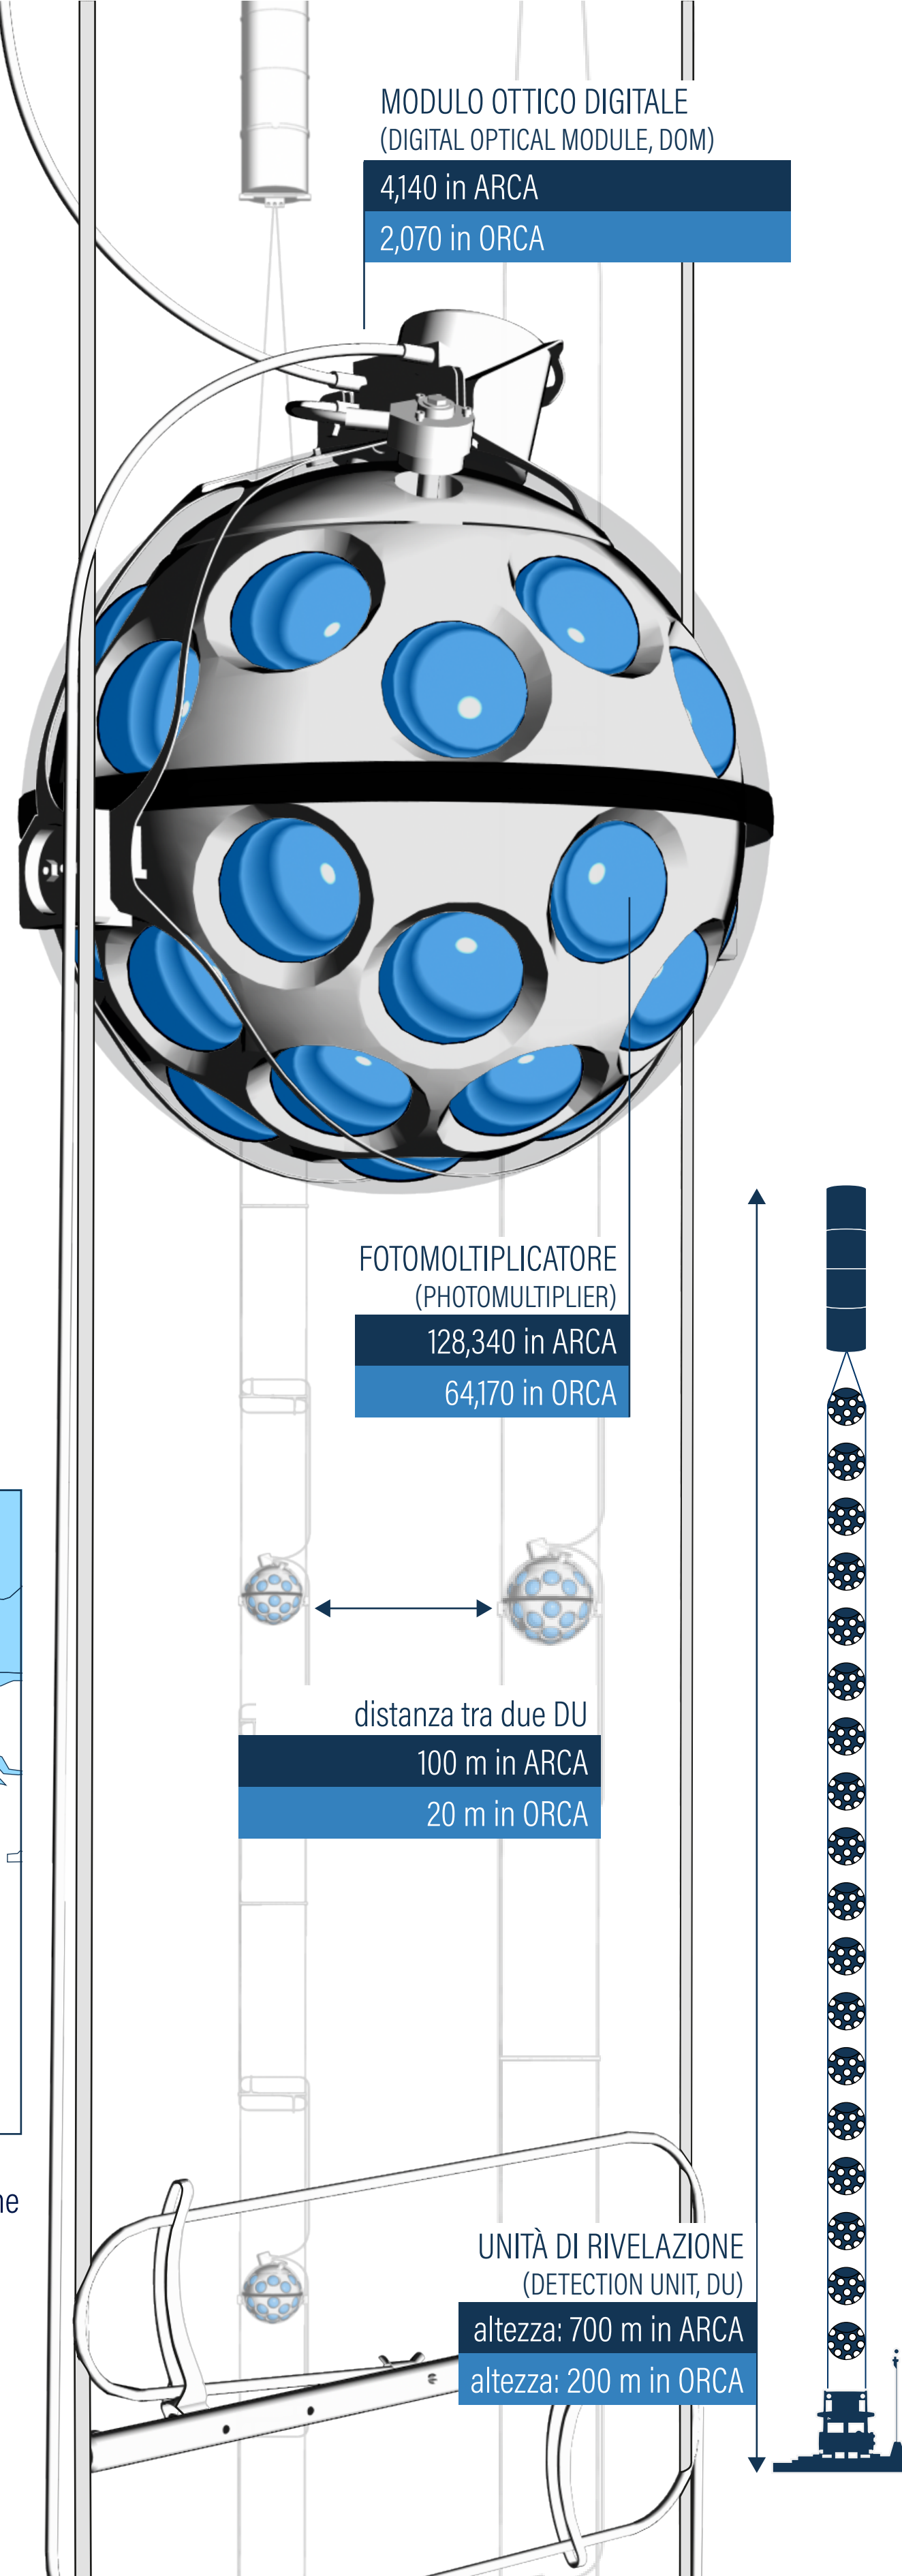 MODULO OTTICO DIGITALE
(DIGITAL OPTICAL MODULE, DOM)
4,140 in ARCA
2,070 in ORCA
FOTOMOLTIPLICATORE
(PHOTOMULTIPLIER)
128,340 in ARCA
64,170 in ORCA
distanza tra due DU
100 m in ARCA
20 m in ORCA
UNITÀ DI RIVELAZIONE
(DETECTION UNIT, DU)
altezza: 700 m in ARCA
altezza: 200 m in ORCA